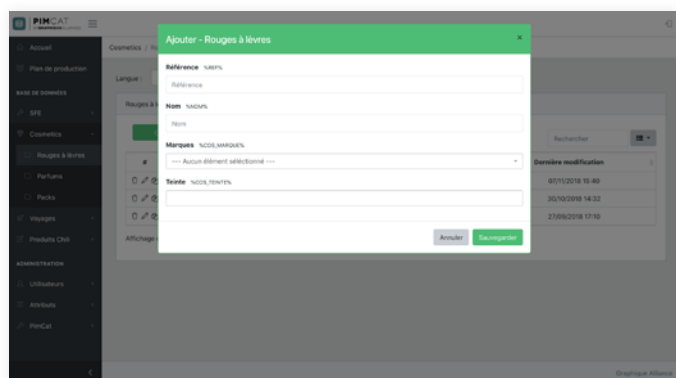 PIMCAT
Accueil
Plan de production
BASE DE DONNÉES
SFE
Cosmetics
Rouges à lèvres
Parfums
Packs
Voyages
Produits Chili
ADMINISTRATION
Utilisateurs
Attributs
PimCat
Cosmetics /
Langue :
Rouges à
#
Affichage
Ajouter - Rouges à lèvres
×
Référence %REF%
Référence
Nom %NOM%
Nom
Marques %COS_MARQUE%
--- Aucun élément séléctionné ---
Teinte %COS_TEINTE%
Annuler
Sauvegarder
Rechercher
Dernière modification
07/11/2018 15:40
30/10/2018 14:32
27/09/2018 17:10
Graphique Alliance.